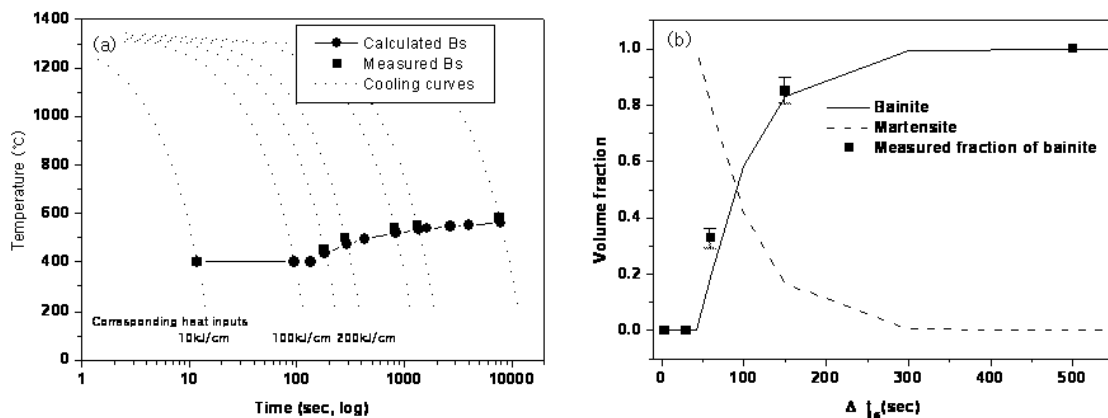 (a)
Calculated Bs
Measured Bs
Cooling curves
Temperature (°C)
1400
1200
1000
800
600
400
200
0
Corrsponding heat inputs
10kJ/cm
100kJ/cm
200kJ/cm
1
10
100
1000
10000
Time (sec, log)
(b)
Bainite
Martensite
Measured fraction of bainite
Volume fraction
1.0
0.8
0.6
0.4
0.2
0.0
0
100
200
300
400
500
(sec)